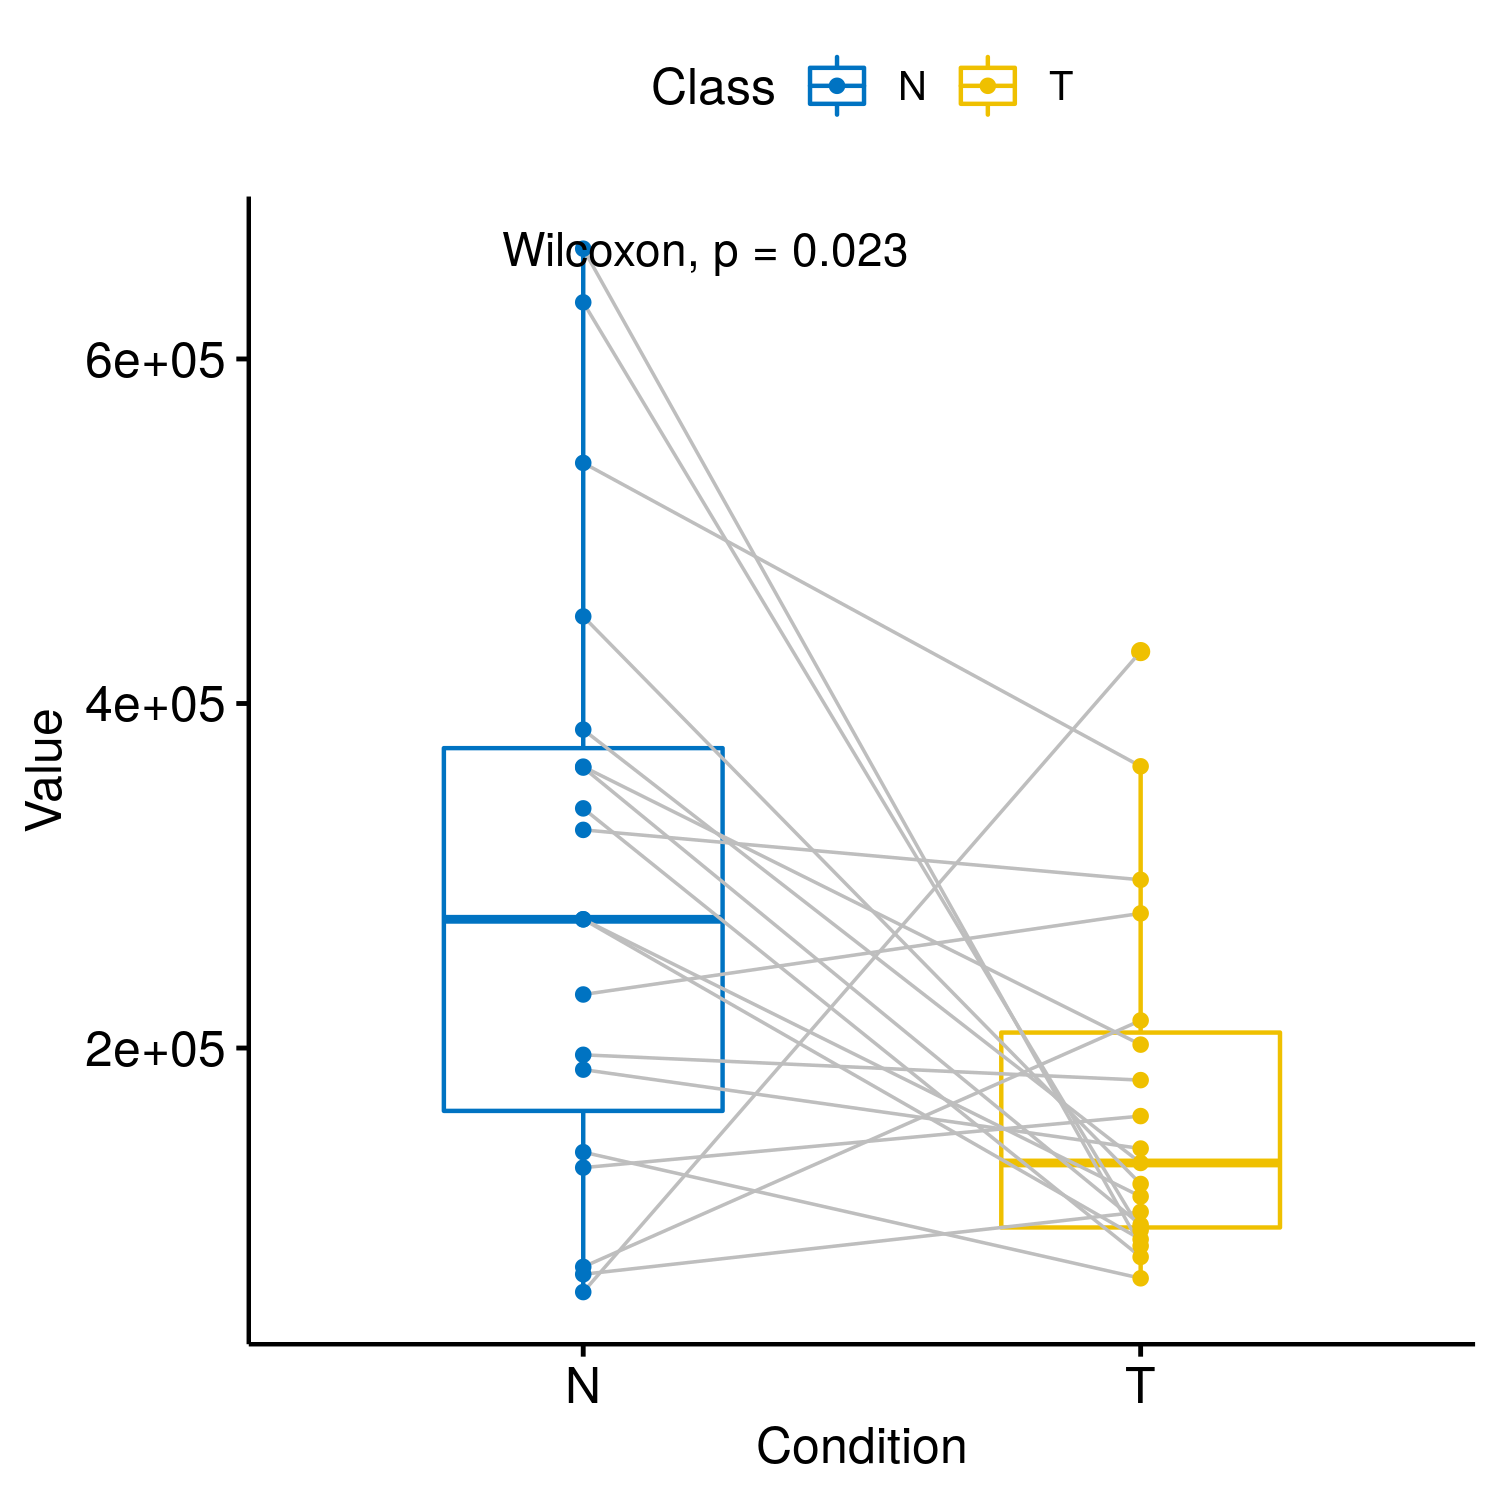 Class N T
Wilcoxon, p = 0.023
6e+05
4e+05
2e+05
Value
N T
Condition